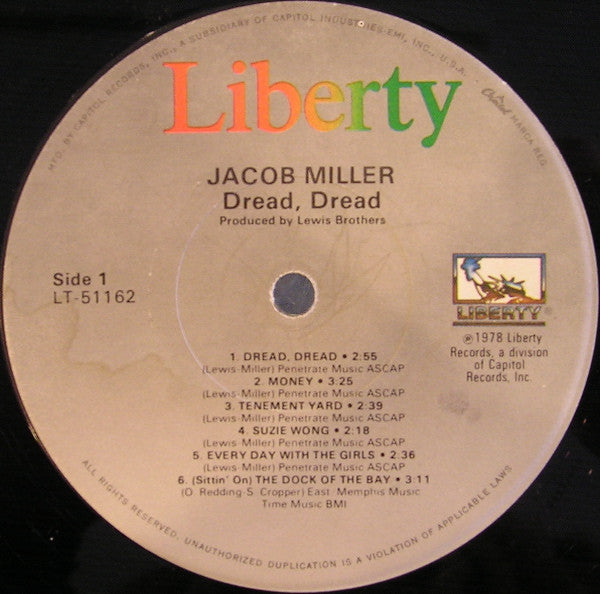 MFD. BY CAPITOL RECORDS, INC., A SUBSIDIARY OF CAPITOL INDUSTRIES-EMI, INC., U.S.A.
Capitol MARCA REG.
Liberty
JACOB MILLER
Dread, Dread
Produced by Lewis Brothers
Side 1
LT-51162
LIBERTY®
℗1978 Liberty
Records, a division
of Capitol
Records, Inc.
1. DREAD, DREAD • 2:55
(Lewis-Miller) Penetrate Music ASCAP
2. MONEY • 3:25
(Lewis-Miller) Penetrate Music ASCAP
3. TENEMENT YARD • 2:39
(Lewis-Miller) Penetrate Music ASCAP
4. SUZIE WONG • 2:18
(Lewis-Miller) Penetrate Music ASCAP
5. EVERY DAY WITH THE GIRLS • 2:36
(Lewis-Miller) Penetrate Music ASCAP
6. (Sittin' On) THE DOCK OF THE BAY • 3:11
(O. Redding-S. Cropper) East. Memphis Music
Time Music BMI
ALL RIGHTS RESERVED. UNAUTHORIZED DUPLICATION IS A VIOLATION OF APPLICABLE LAWS